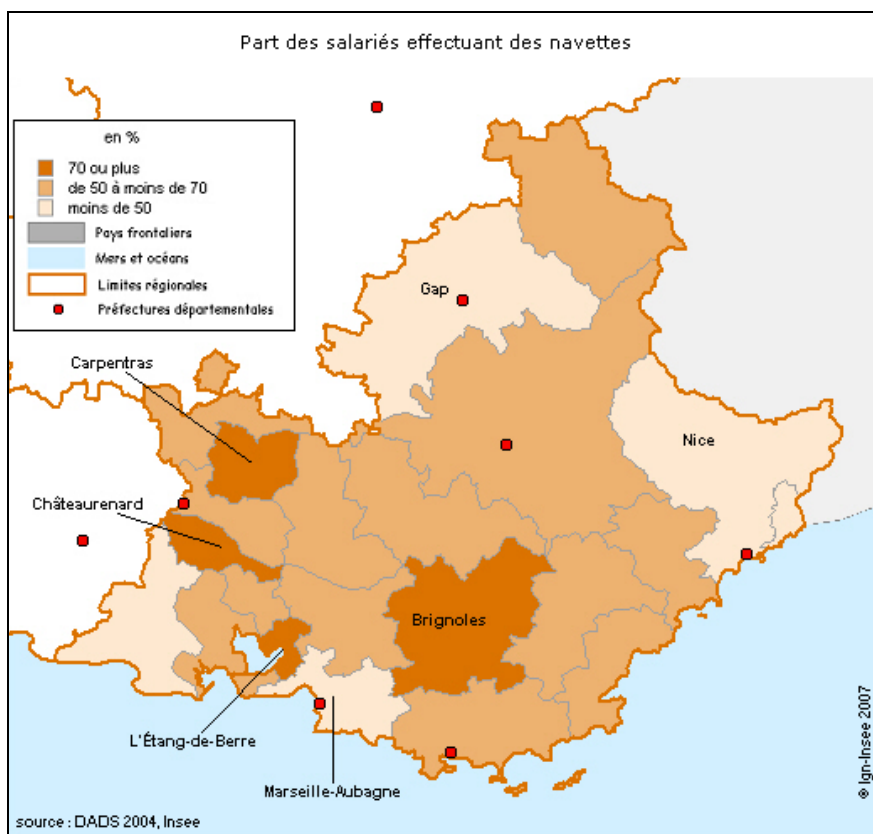 Part des salariés effectuant des navettes
en %
70 ou plus
de 50 à moins de 70
moins de 50
Pays frontaliers
Mers et océans
Limites régionales
Préfectures départementales
Gap
Carpentras
Nice
Châteaurenard
Brignoles
L'Étang-de-Berre
Marseille-Aubagne
© Ign-Insee 2007
source : DADS 2004, Insee